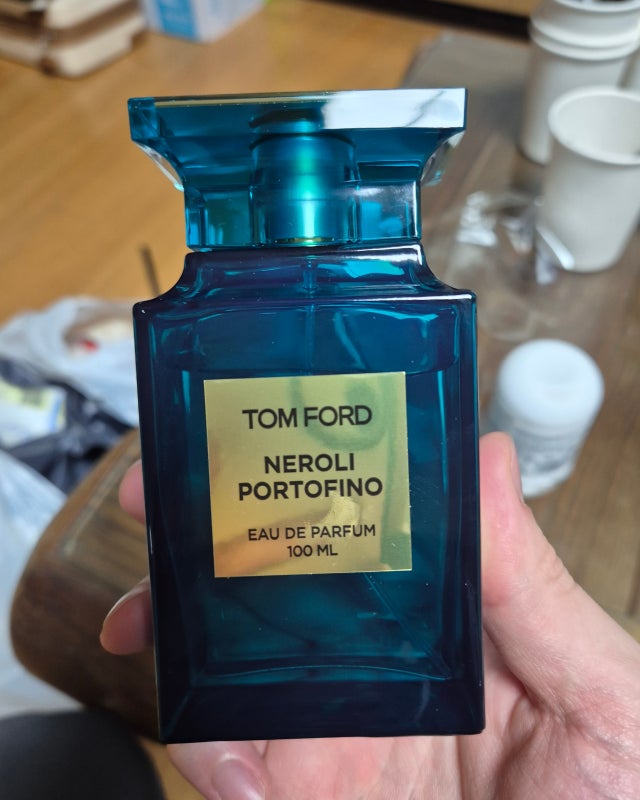 TOM FORD
NEROLI
PORTOFINO
EAU DE PARFUM
100 ML